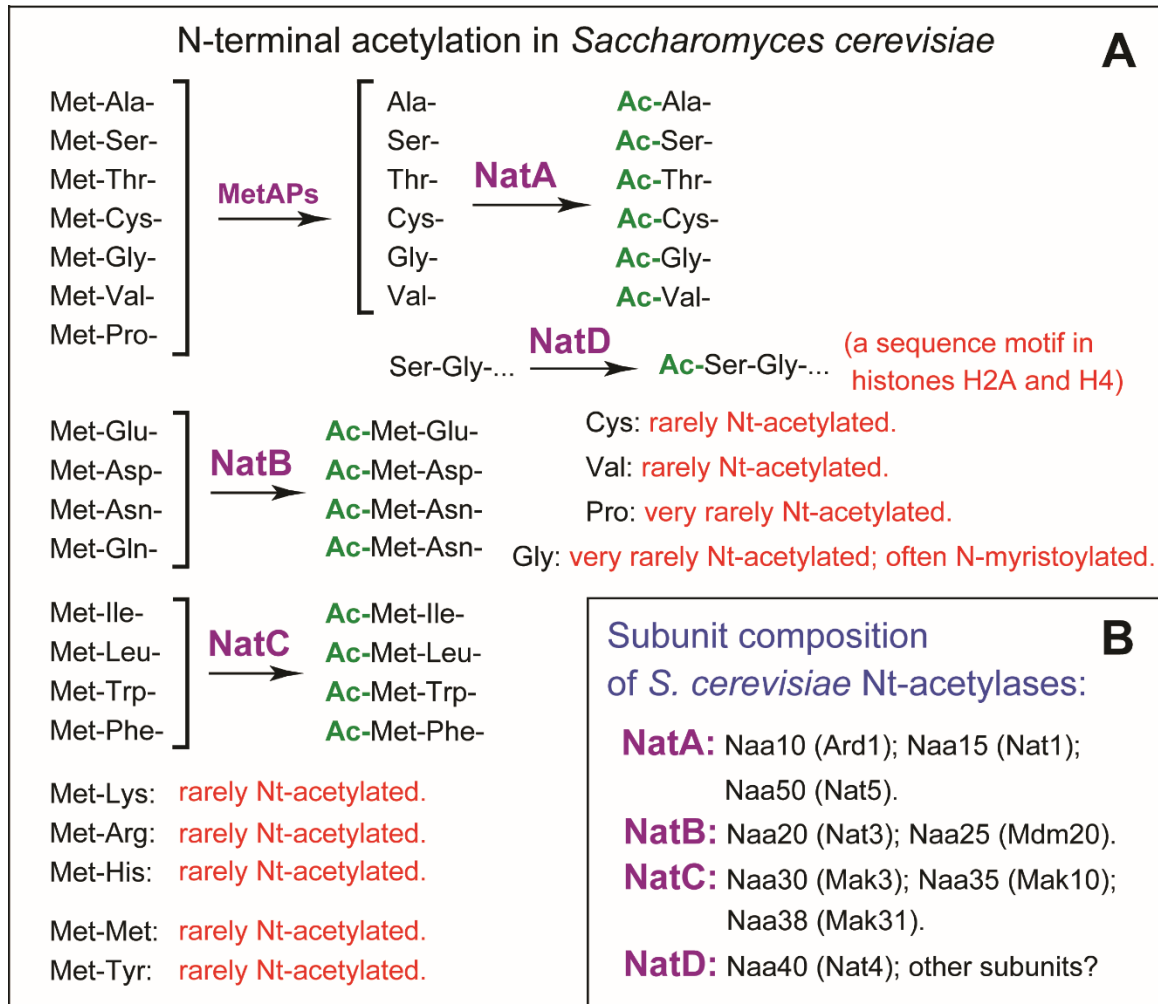 N-terminal acetylation in Saccharomyces cerevisiae
A
Met-Ala-
Met-Ser-
Met-Thr-
Met-Cys-
Met-Gly-
Met-Val-
Met-Pro-
MetAPs
Ala-
Ser-
Thr-
Cys-
Gly-
Val-
NatA
Ac-Ala-
Ac-Ser-
Ac-Thr-
Ac-Cys-
Ac-Gly-
Ac-Val-
Ser-Gly-...
NatD
Ac-Ser-Gly-...
(a sequence motif in
histones H2A and H4)
Met-Glu-
Met-Asp-
Met-Asn-
Met-Gln-
NatB
Ac-Met-Glu-
Ac-Met-Asp-
Ac-Met-Asn-
Ac-Met-Asn-
Cys: rarely Nt-acetylated.
Val: rarely Nt-acetylated.
Pro: very rarely Nt-acetylated.
Gly: very rarely Nt-acetylated; often N-myristoylated.
Met-Ile-
Met-Leu-
Met-Trp-
Met-Phe-
NatC
Ac-Met-Ile-
Ac-Met-Leu-
Ac-Met-Trp-
Ac-Met-Phe-
Met-Lys: rarely Nt-acetylated.
Met-Arg: rarely Nt-acetylated.
Met-His: rarely Nt-acetylated.
Met-Met: rarely Nt-acetylated.
Met-Tyr: rarely Nt-acetylated.
B
Subunit composition
of S. cerevisiae Nt-acetylases:
NatA: Naa10 (Ard1); Naa15 (Nat1);
Naa50 (Nat5).
NatB: Naa20 (Nat3); Naa25 (Mdm20).
NatC: Naa30 (Mak3); Naa35 (Mak10);
Naa38 (Mak31).
NatD: Naa40 (Nat4); other subunits?